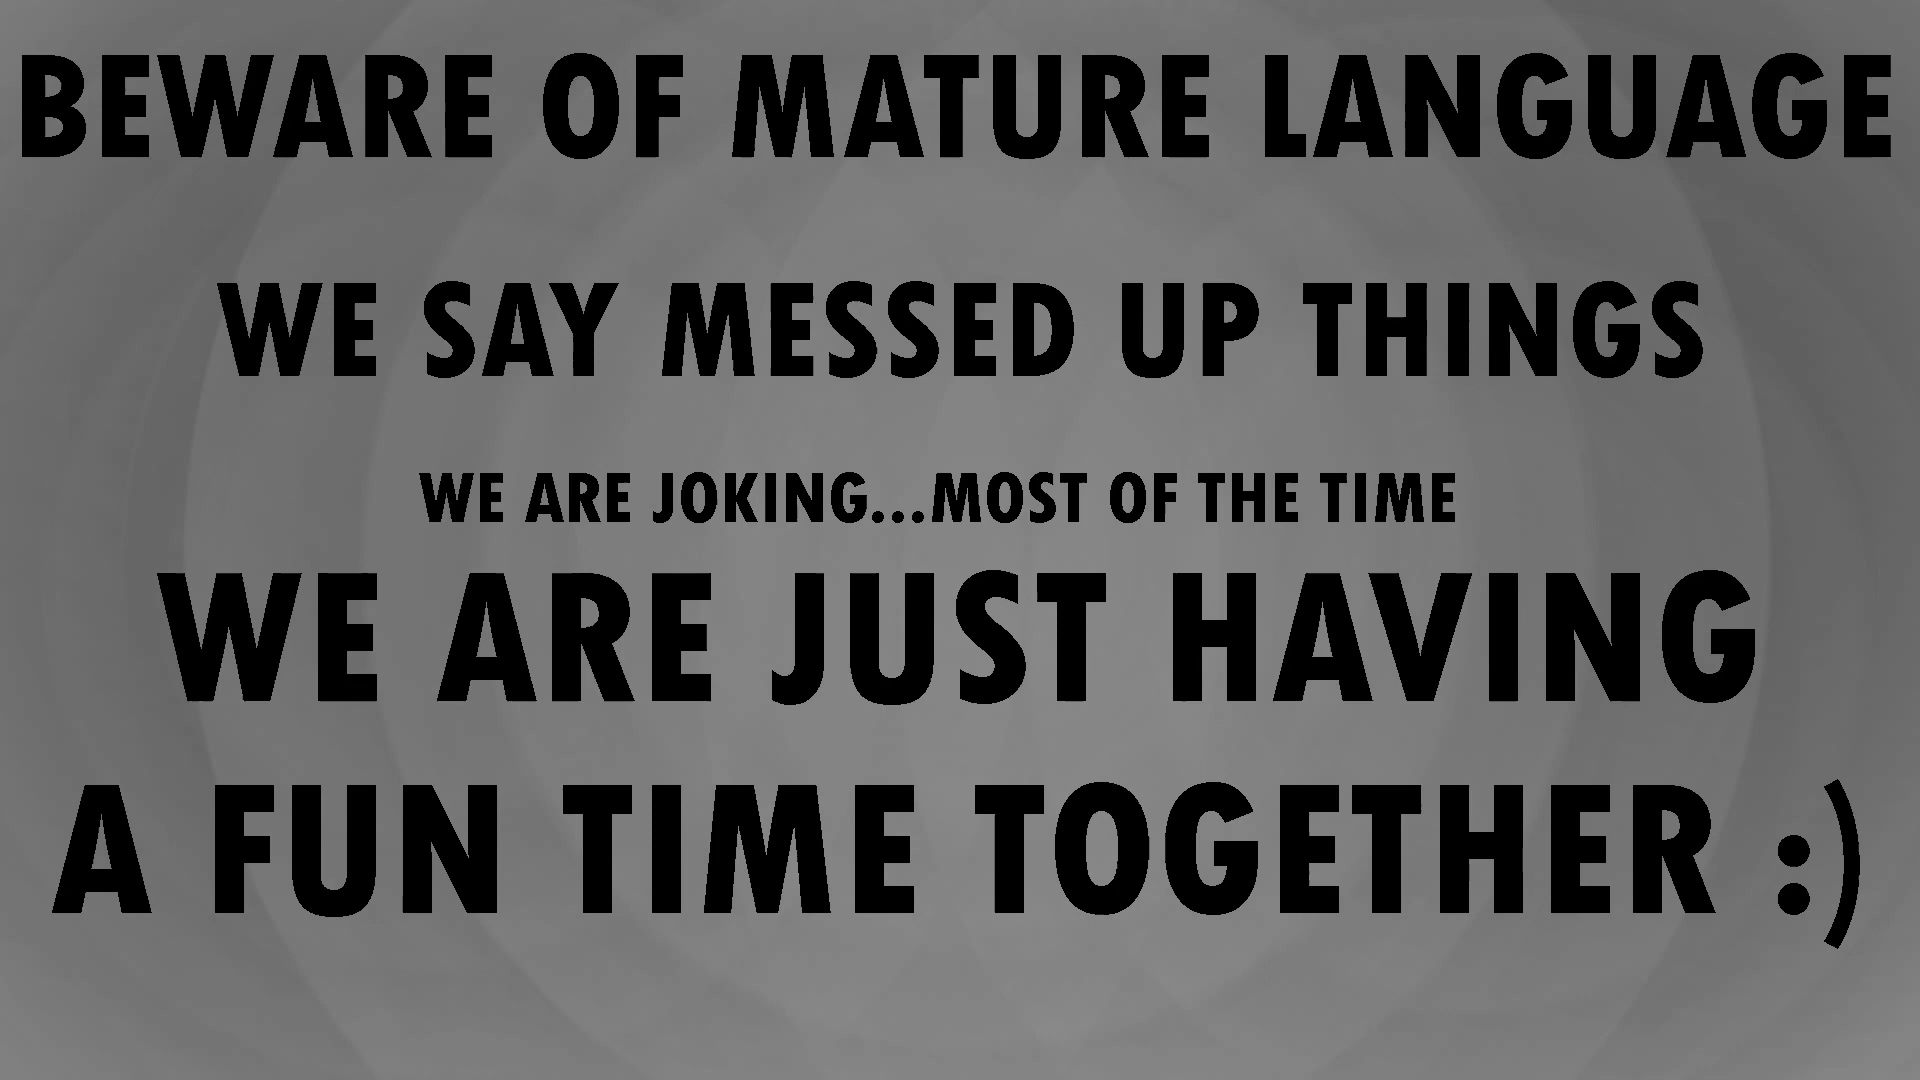 BEWARE OF MATURE LANGUAGE
WE SAY MESSED UP THINGS
WE ARE JOKING...MOST OF THE TIME
WE ARE JUST HAVING
A FUN TIME TOGETHER :)